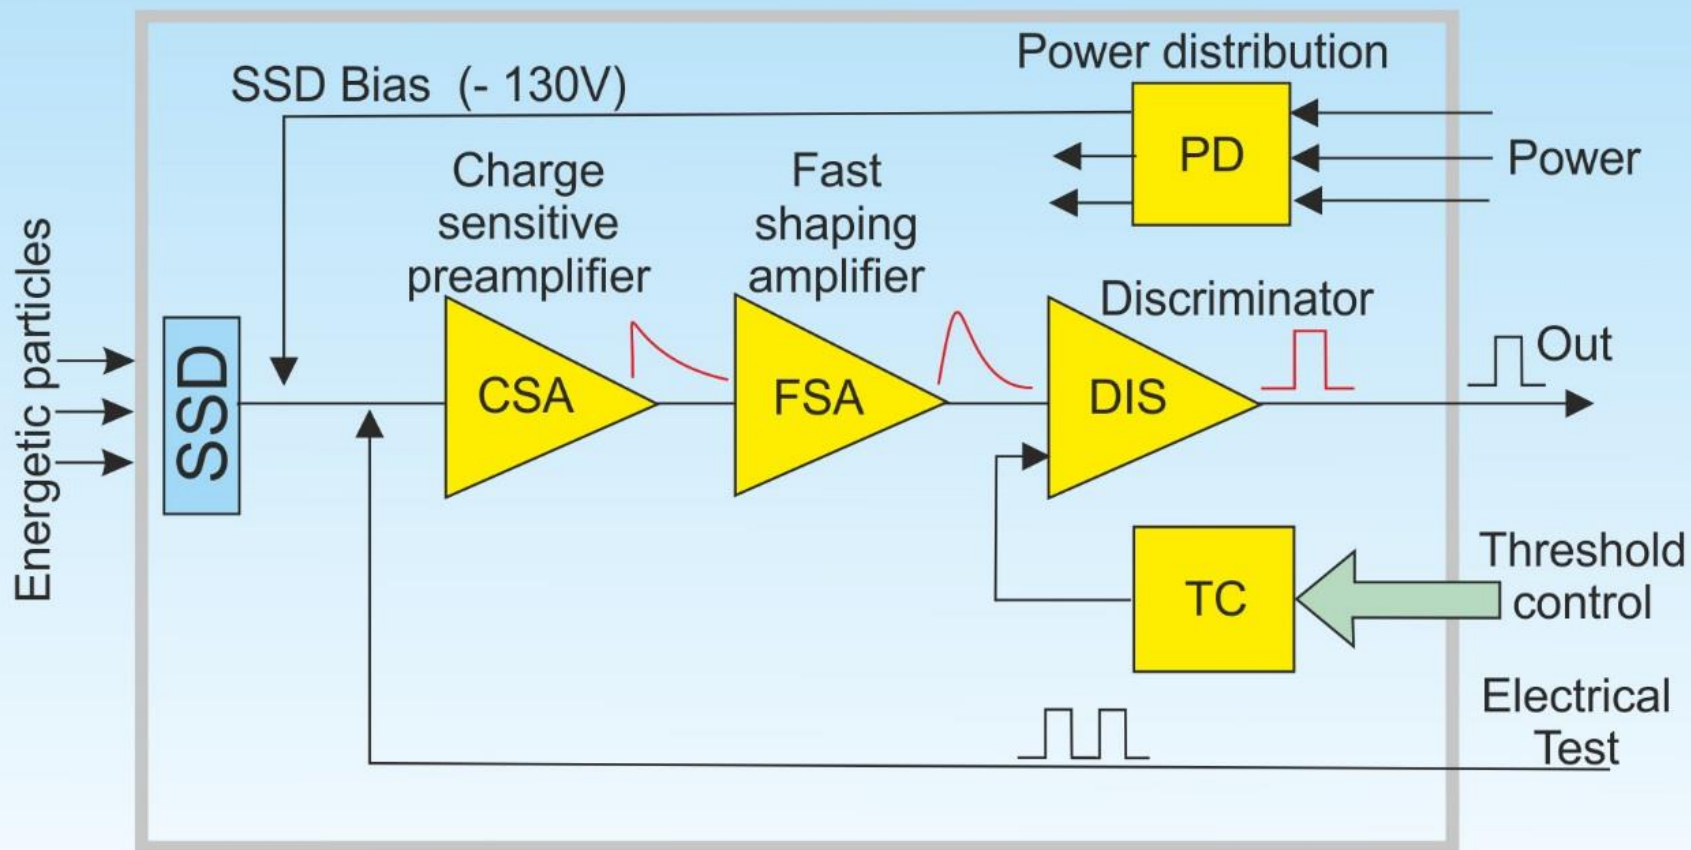 Power distribution
SSD Bias (- 130V)
PD
Power
Charge
sensitive
preamplifier
Fast
shaping
amplifier
Energetic particles
SSD
CSA
FSA
Discriminator
DIS
Out
TC
Threshold
control
Electrical
Test